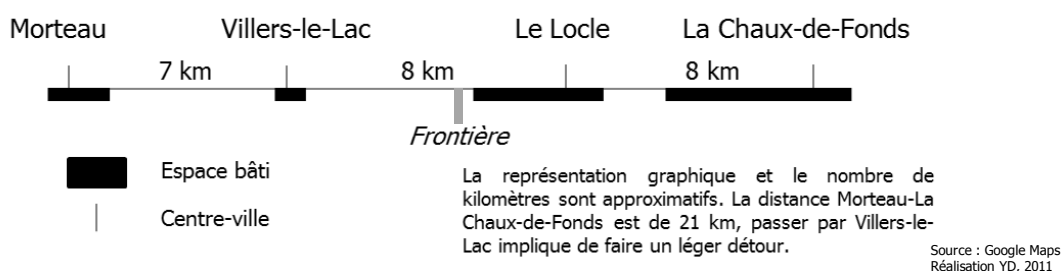 Morteau Villers-le-Lac Le Locle La Chaux-de-Fonds
7 km 8 km 8 km
Frontière
Espace bâti
Centre-ville
La représentation graphique et le nombre de
kilomètres sont approximatifs. La distance Morteau-La
Chaux-de-Fonds est de 21 km, passer par Villers-le-
Lac implique de faire un léger détour.
Source : Google Maps
Réalisation YD, 2011